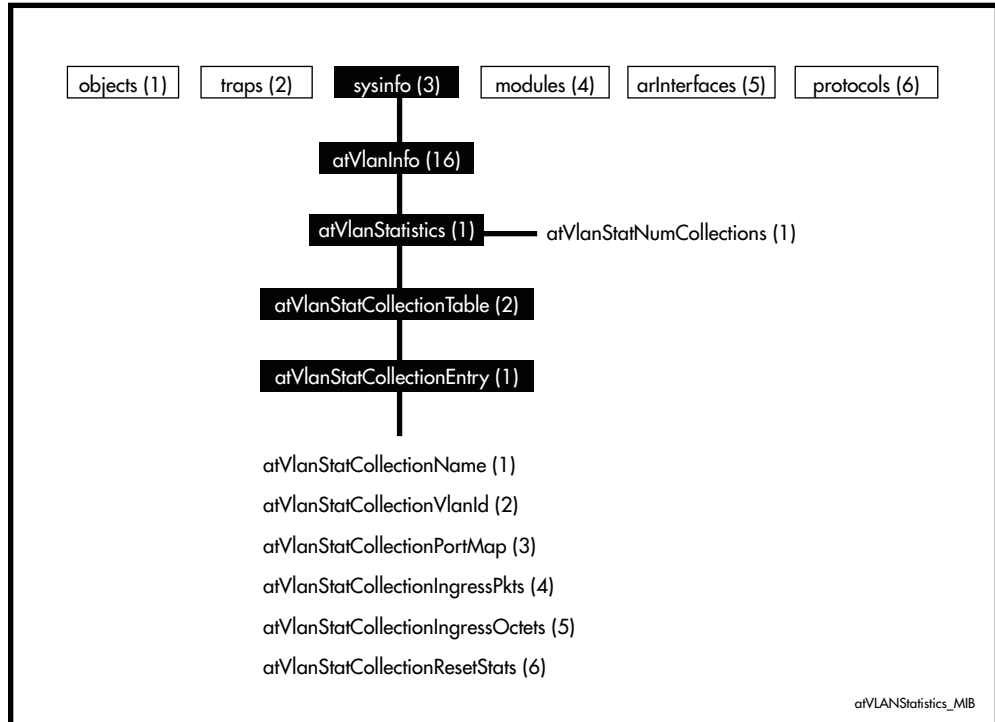 objects (1) traps (2) sysinfo (3) modules (4) arInterfaces (5) protocols (6)
atVlanInfo (16)
atVlanStatistics (1) atVlanStatNumCollections (1)
atVlanStatCollectionTable (2)
atVlanStatCollectionEntry (1)
atVlanStatCollectionName (1)
atVlanStatCollectionVlanId (2)
atVlanStatCollectionPortMap (3)
atVlanStatCollectionIngressPkts (4)
atVlanStatCollectionIngressOctets (5)
atVlanStatCollectionResetStats (6)
atVLANStatistics_MIB